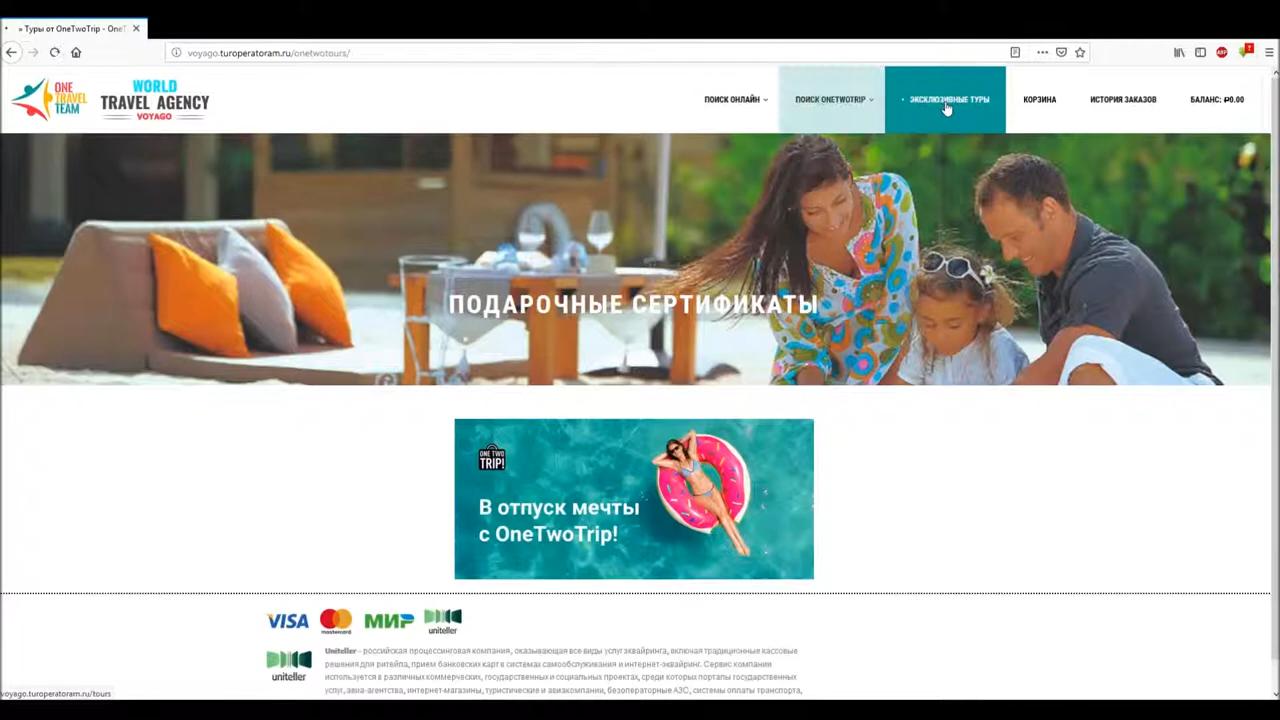 » Туры от OneTwoTrip - OneT
voyago.turoperatoram.ru/onetwotours/
ONE
TRAVEL
TEAM
WORLD
TRAVEL AGENCY
VOYAGO
ПОИСК ОНЛАЙН
ПОИСК ONETWOTRIP
ЭКСКЛЮЗИВНЫЕ ТУРЫ
КОРЗИНА
ИСТОРИЯ ЗАКАЗОВ
БАЛАНС: ₽0.00
ПОДАРОЧНЫЕ СЕРТИФИКАТЫ
ONE TWO
TRIP!
В отпуск мечты
с OneTwoTrip!
VISA
mastercard
МИР
uniteller
uniteller
Uniteller – российская процессинговая компания, оказывающая все виды услуг эквайринга, включая традиционные кассовые
решения для ритейла, прием банковских карт в системах самообслуживания и интернет-эквайринг. Сервис компании
используется в различных коммерческих, государственных и социальных проектах, среди которых порталы государственных
услуг, авиа-агентства, интернет-магазины, туристические и авиакомпании, безоператорные АЗС, системы оплаты транспорта,
voyago.turoperatoram.ru/tours